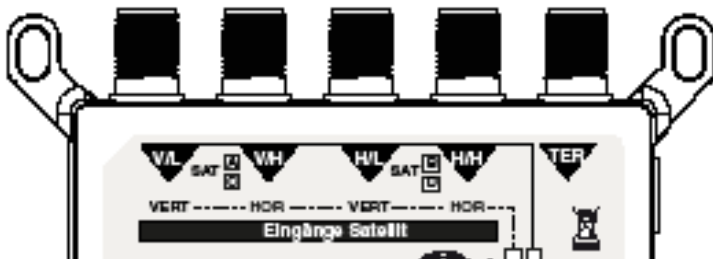 V/L SAT V/H H/L SAT H/H TER
VERT HOR VERT HOR
Eingänge Satellit